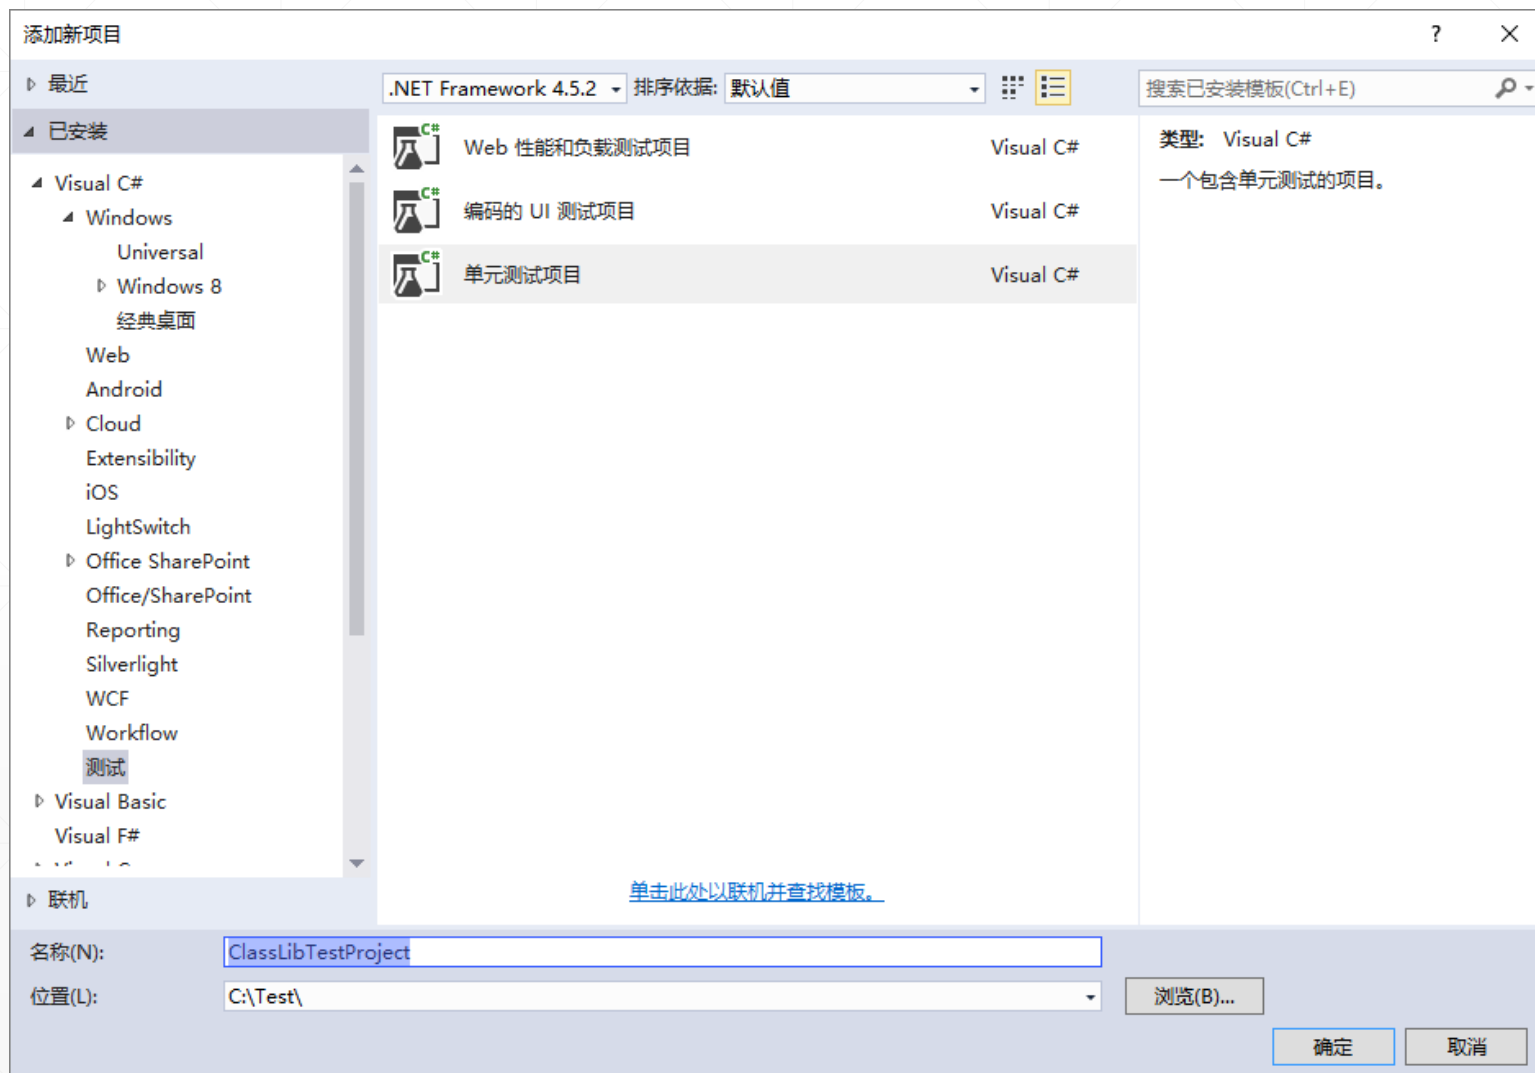 添加新项目
?
最近
.NET Framework 4.5.2
排序依据:
默认值
搜索已安装模板(Ctrl+E)
已安装
Visual C#
Windows
Universal
Windows 8
经典桌面
Web
Android
Cloud
Extensibility
iOS
LightSwitch
Office SharePoint
Office/SharePoint
Reporting
Silverlight
WCF
Workflow
测试
Visual Basic
Visual F#
联机
C# Web 性能和负载测试项目 Visual C#
C# 编码的 UI 测试项目 Visual C#
C# 单元测试项目 Visual C#
单击此处以联机并查找模板。
类型: Visual C#
一个包含单元测试的项目。
名称(N): ClassLibTestProject
位置(L): C:\Test\
浏览(B)...
确定
取消